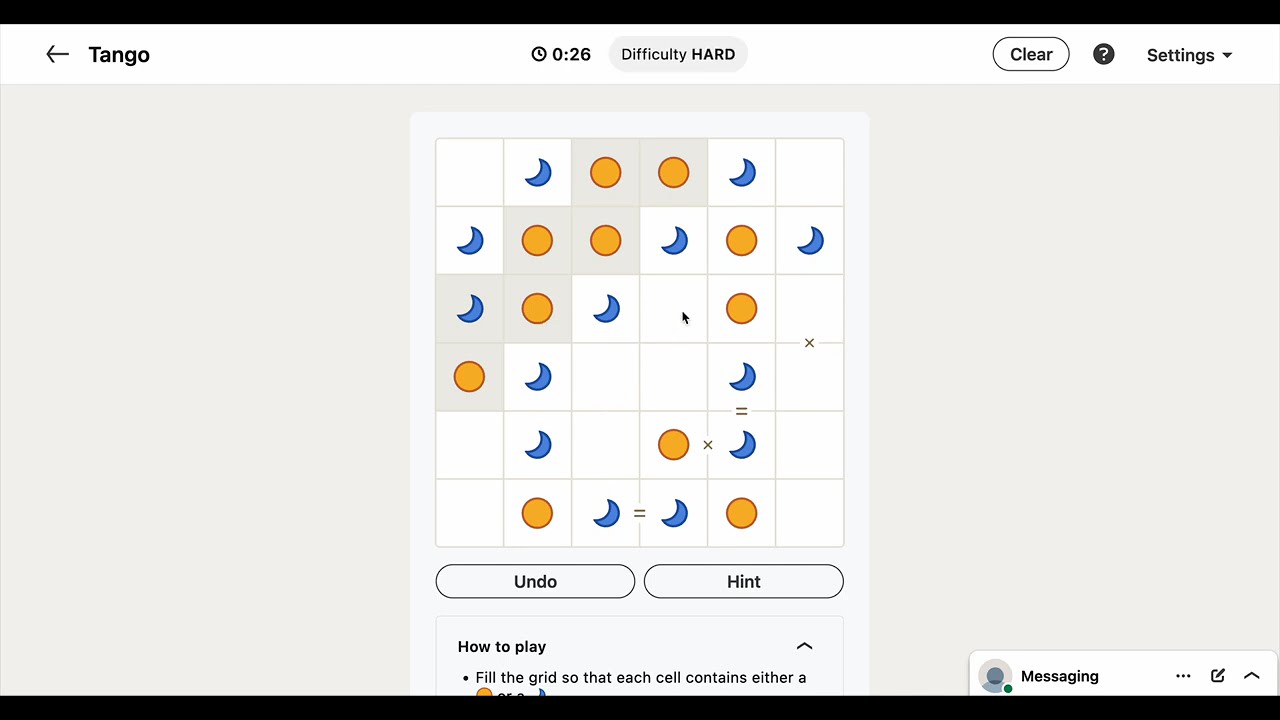 Tango
0:26
Difficulty HARD
Clear
?
Settings
×
=
×
=
Undo
Hint
How to play
• Fill the grid so that each cell contains either a
Messaging